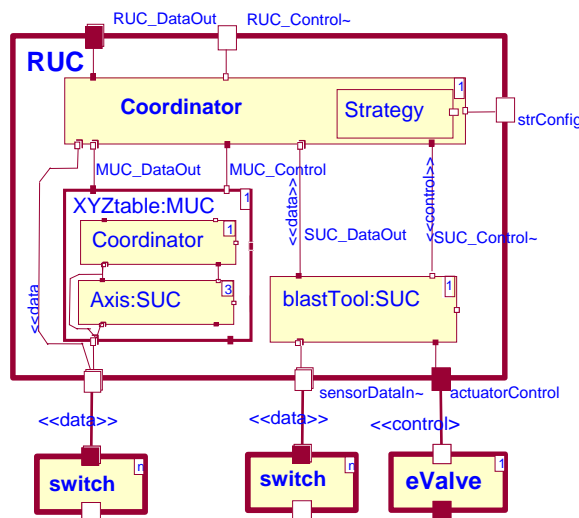 RUC_DataOut
RUC_Control~
RUC
1
Coordinator
Strategy
strConfig
MUC_DataOut
MUC_Control
<<data>>
<<control>>
XYZtable:MUC
1
Coordinator
1
SUC_DataOut
SUC_Control~
Axis:SUC
3
blastTool:SUC
1
<<data
sensorDataIn~
actuatorControl
<<data>>
<<data>>
<<control>
switch
n
switch
n
eValve
1